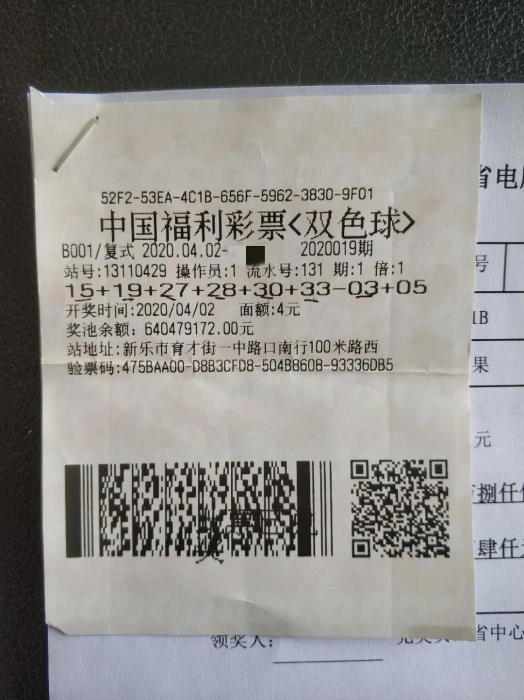 52F2-53EA-4C1B-656F-5962-3830-9F01
中国福利彩票<双色球>
B001/复式 2020.04.02- 2020019期
站号:13110429 操作员:1 流水号:131 期:1 倍:1
15+19+27+28+30+33-03+05
开奖时间:2020/04/02 面额:4元
奖池余额: 640479172.00元
站地址:新乐市育才街一中路口南行100米路西
验票码:475BAA00-D8B3CFD8-504B8608-93336DB5
省电
号
1B
果
元
捌仟
肆仟
领奖人:
省中心